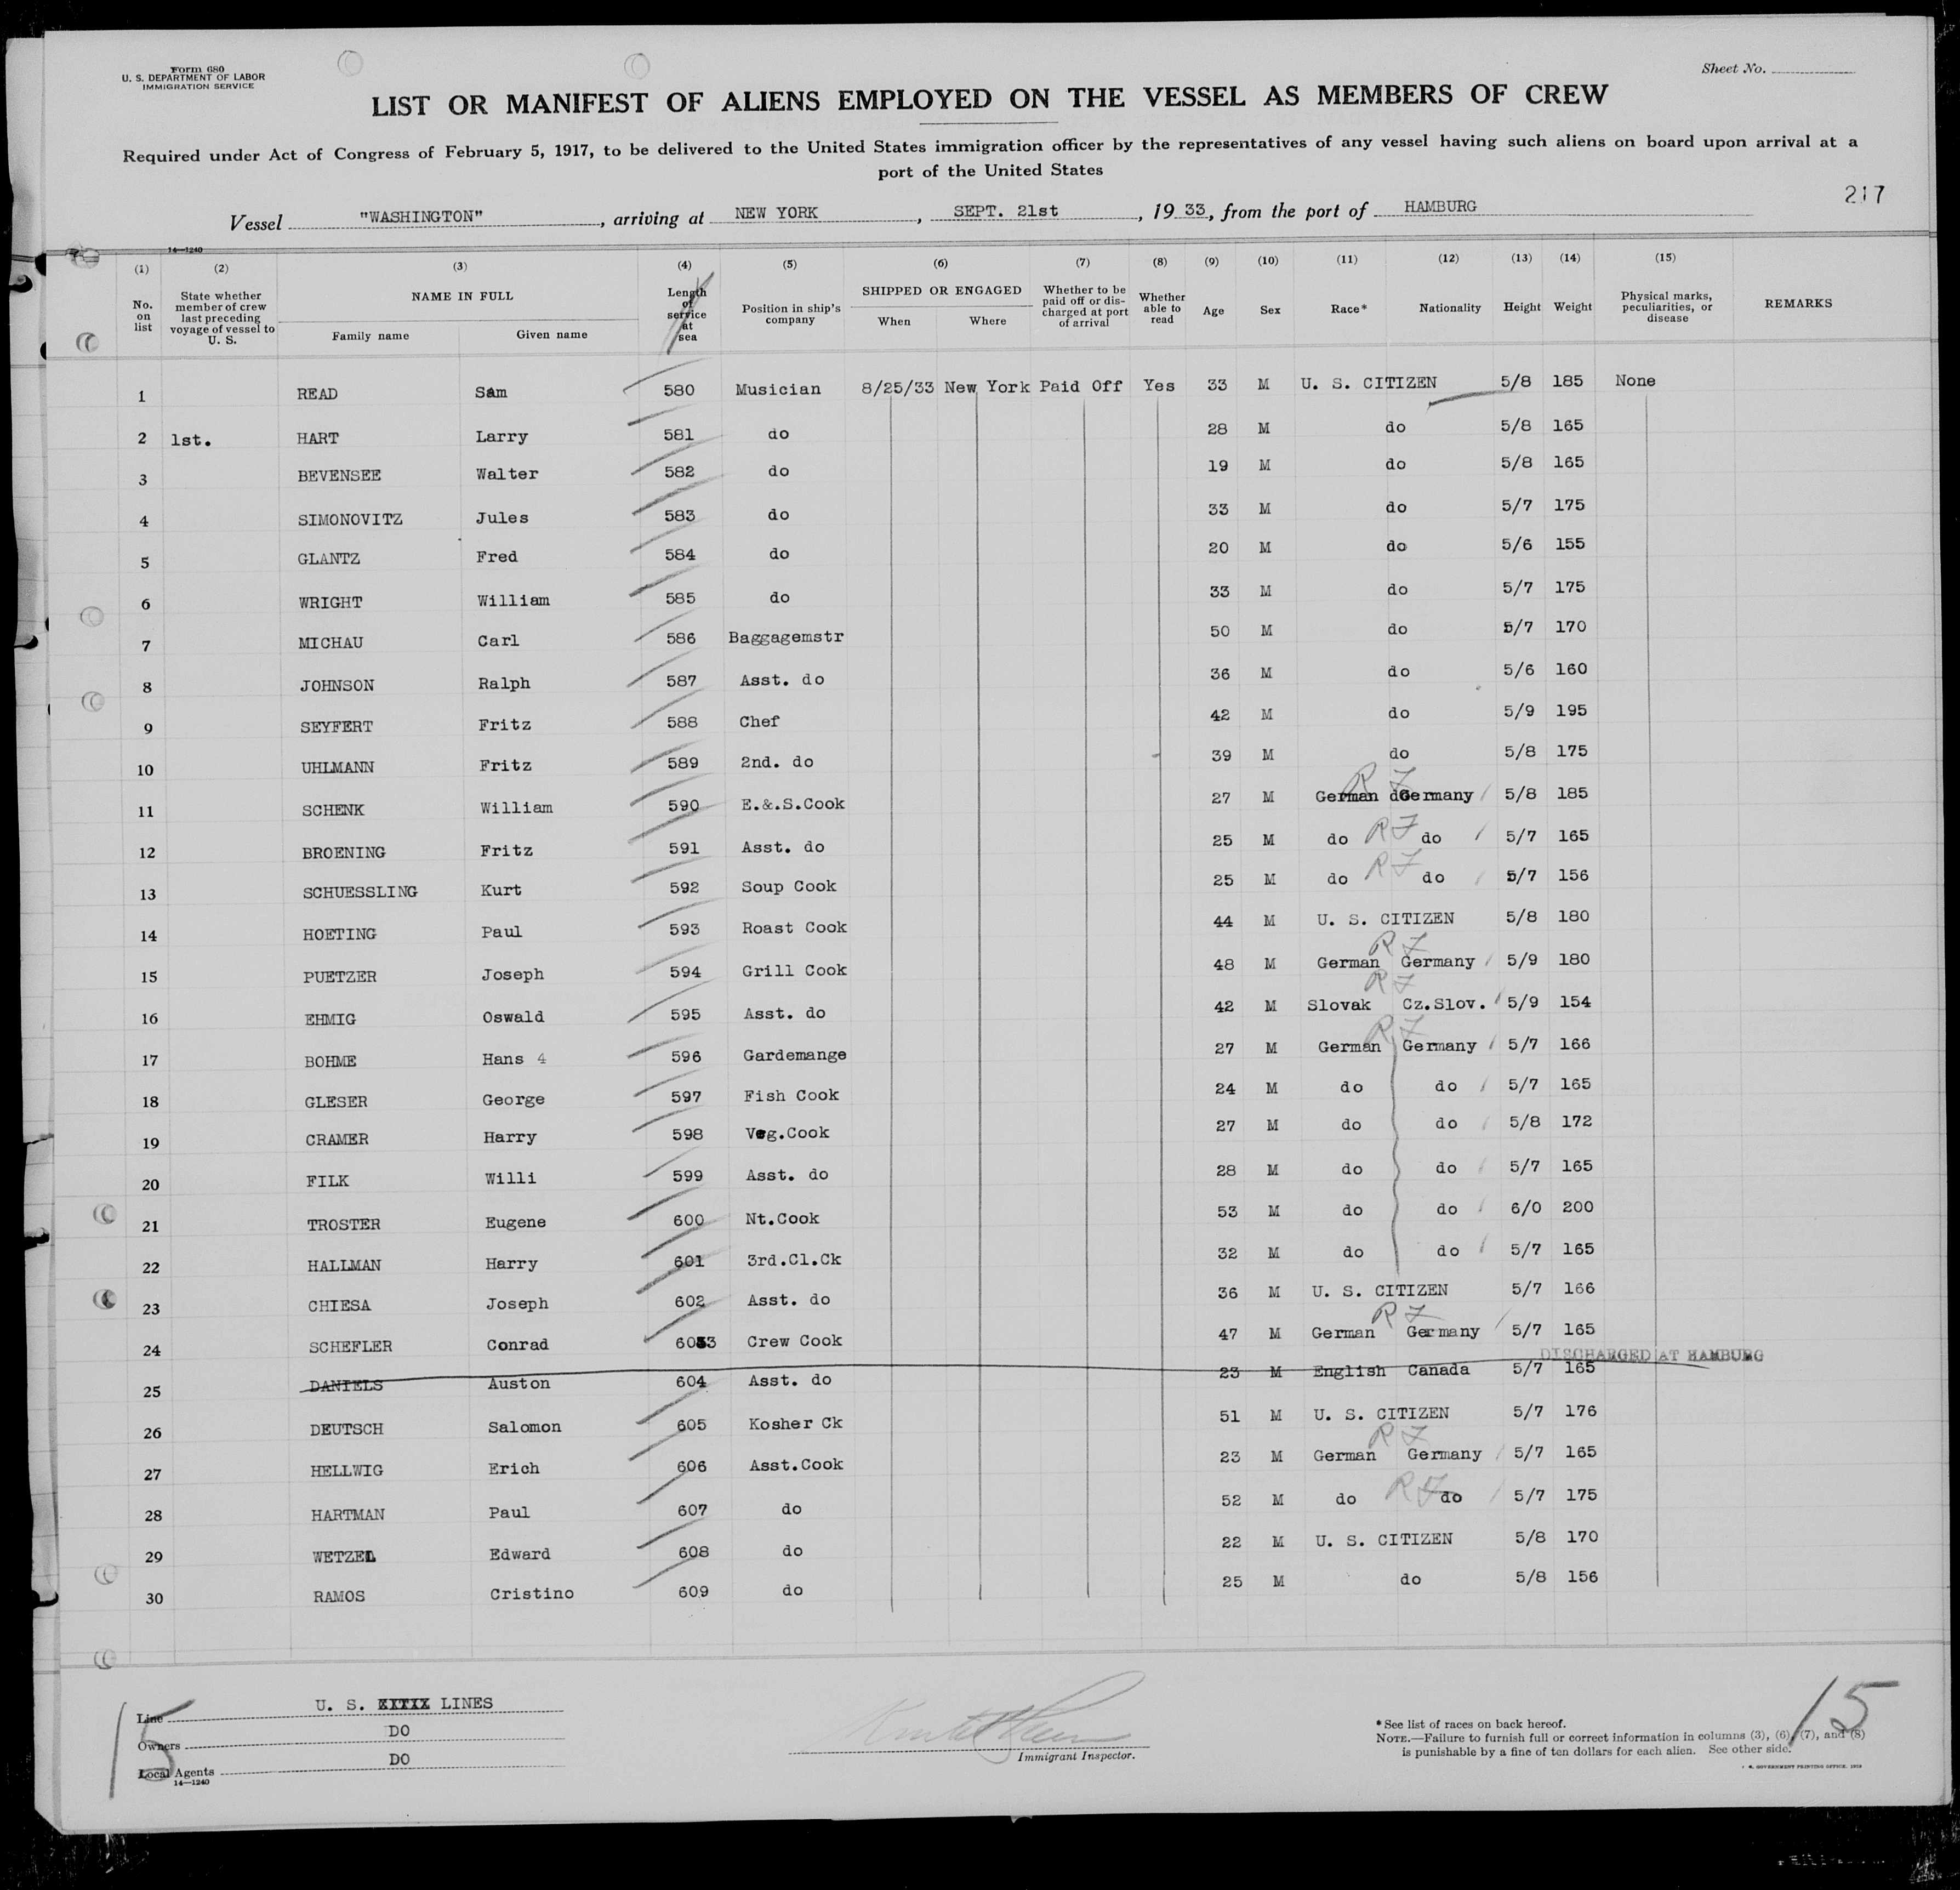 Form 680
U. S. DEPARTMENT OF LABOR
IMMIGRATION SERVICE
Sheet No.
LIST OR MANIFEST OF ALIENS EMPLOYED ON THE VESSEL AS MEMBERS OF CREW
Required under Act of Congress of February 5, 1917, to be delivered to the United States immigration officer by the representatives of any vessel having such aliens on board upon arrival at a
port of the United States
217
Vessel "WASHINGTON", arriving at NEW YORK, SEPT. 21st, 1933, from the port of HAMBURG
14—1240
(1) (2) (3) (4) (5) (6) (7) (8) (9) (10) (11) (12) (13) (14) (15)
No. on list State whether member of crew last preceding voyage of vessel to U. S. NAME IN FULL Family name Given name Length of service at sea Position in ship's company SHIPPED OR ENGAGED When Where Whether to be paid off or discharged at port of arrival Whether able to read Age Sex Race* Nationality Height Weight Physical marks, peculiarities, or disease REMARKS
1 READ Sam 580 Musician 8/25/33 New York Paid Off Yes 33 M U. S. CITIZEN 5/8 185 None
2 1st. HART Larry 581 do 28 M do 5/8 165
3 BEVENSEE Walter 582 do 19 M do 5/8 165
4 SIMONOVITZ Jules 583 do 33 M do 5/7 175
5 GLANTZ Fred 584 do 20 M do 5/6 155
6 WRIGHT William 585 do 33 M do 5/7 175
7 MICHAU Carl 586 Baggagemstr 50 M do 5/7 170
8 JOHNSON Ralph 587 Asst. do 36 M do 5/6 160
9 SEYFERT Fritz 588 Chef 42 M do 5/9 195
10 UHLMANN Fritz 589 2nd. do 39 M do 5/8 175
11 SCHENK William 590 E.&.S.Cook 27 M German Germany RF 5/8 185
12 BROENING Fritz 591 Asst. do 25 M do RF do 5/7 165
13 SCHUESSLING Kurt 592 Soup Cook 25 M do RF do 5/7 156
14 HOETING Paul 593 Roast Cook 44 M U. S. CITIZEN 5/8 180
15 PUETZER Joseph 594 Grill Cook 48 M German RF Germany 5/9 180
16 EHMIG Oswald 595 Asst. do 42 M Slovak RF Cz.Slov. 5/9 154
17 BOHME Hans 4 596 Gardemange 27 M German RF Germany 5/7 166
18 GLESER George 597 Fish Cook 24 M do do 5/7 165
19 CRAMER Harry 598 Veg.Cook 27 M do do 5/8 172
20 FILK Willi 599 Asst. do 28 M do do 5/7 165
21 TROSTER Eugene 600 Nt.Cook 53 M do do 6/0 200
22 HALLMAN Harry 601 3rd.Cl.Ck 32 M do do 5/7 165
23 CHIESA Joseph 602 Asst. do 36 M U. S. CITIZEN 5/7 166
24 SCHEFLER Conrad 603 Crew Cook 47 M German RF Germany 5/7 165
DISCHARGED AT HAMBURG
25 DANIELS Auston 604 Asst. do 23 M English Canada 5/7 165
26 DEUTSCH Salomon 605 Kosher Ck 51 M U. S. CITIZEN 5/7 176
27 HELLWIG Erich 606 Asst.Cook 23 M German RF Germany 5/7 165
28 HARTMAN Paul 607 do 52 M do RF do 5/7 175
29 WETZEL Edward 608 do 22 M U. S. CITIZEN 5/8 170
30 RAMOS Cristino 609 do 25 M do 5/8 156
15
Line U. S. LINES
Owners DO
Local Agents DO
14—1240
Immigrant Inspector.
*See list of races on back hereof.
NOTE.—Failure to furnish full or correct information in columns (3), (6), (7), and (8)
is punishable by a fine of ten dollars for each alien. See other side.
15